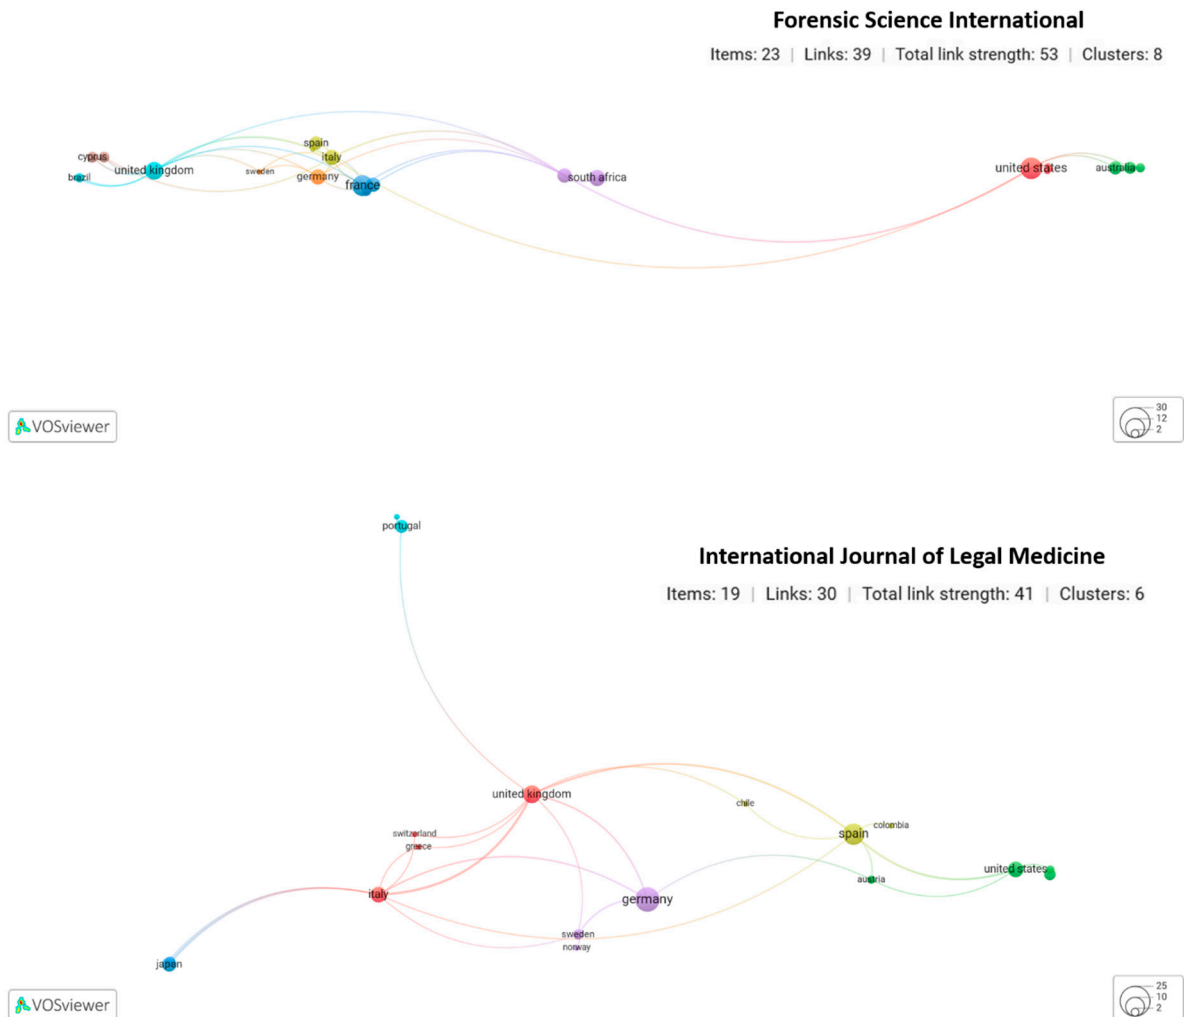 Forensic Science International
Items: 23 | Links: 39 | Total link strength: 53 | Clusters: 8
spain
cyprus
italy
united kingdom
sweden
brazil
germany
france
south africa
united states
australia
VOSviewer
30
12
2
portugal
International Journal of Legal Medicine
Items: 19 | Links: 30 | Total link strength: 41 | Clusters: 6
united kingdom
chile
colombia
switzerland
spain
greece
united states
austria
italy
germany
sweden
norway
japan
VOSviewer
25
10
2